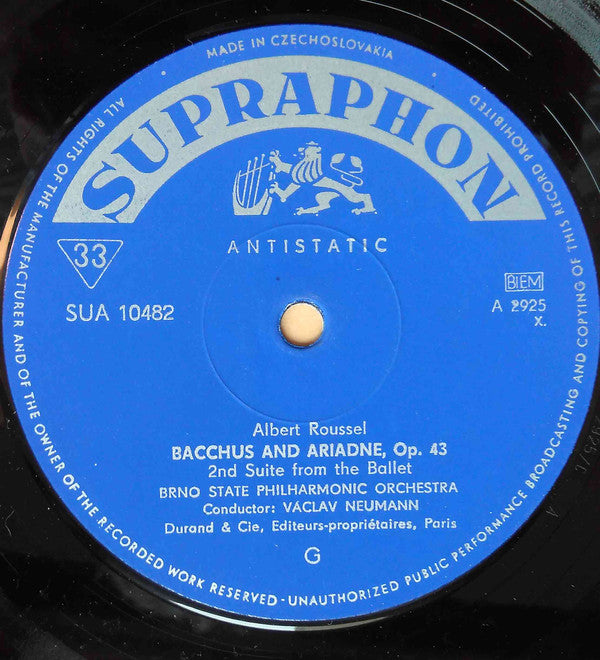 MADE IN CZECHOSLOVAKIA
ALL RIGHTS OF THE MANUFACTURER AND OF THE OWNER OF THE RECORDED WORK RESERVED - UNAUTHORIZED PUBLIC PERFORMANCE BROADCASTING AND COPYING OF THIS RECORD PROHIBITED
SUPRAPHON
ANTISTATIC
33
SUA 10482
BIEM
A 2925
X.
Albert Roussel
BACCHUS AND ARIADNE, Op. 43
2nd Suite from the Ballet
BRNO STATE PHILHARMONIC ORCHESTRA
Conductor: VÁCLAV NEUMANN
Durand & Cie, Editeurs-propriétaires, Paris
G